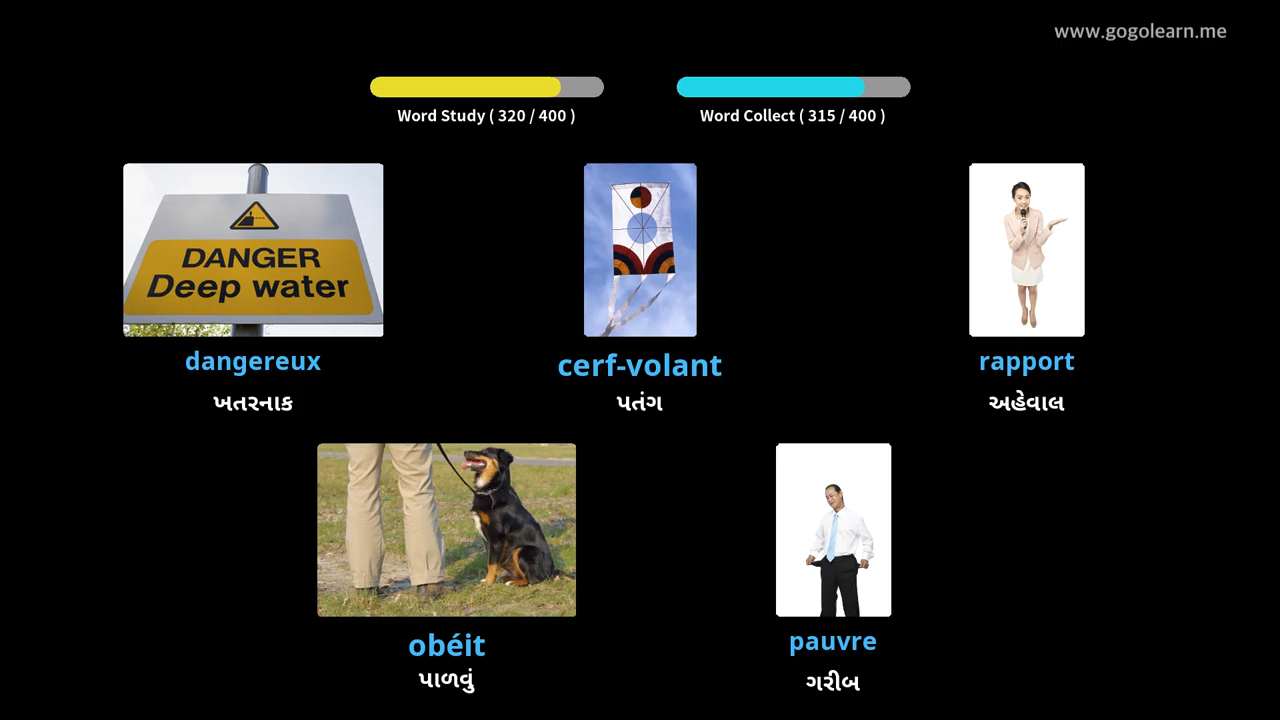 www.gogolearn.me
Word Study ( 320 / 400 )
Word Collect ( 315 / 400 )
DANGER
Deep water
dangereux
ખતરનાક
cerf-volant
પતંગ
rapport
અહેવાલ
obéit
પાળવું
pauvre
ગરીબ